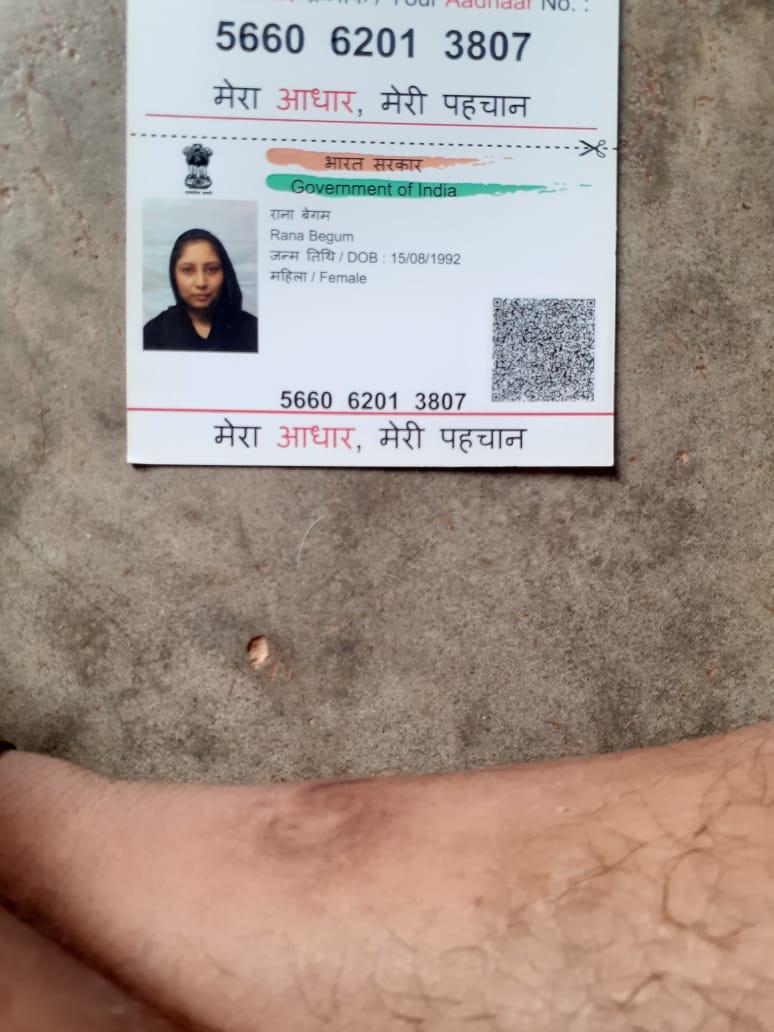 / Your Aadhaar No. :
5660 6201 3807
मेरा आधार, मेरी पहचान
भारत सरकार
Government of India
राना बेगम
Rana Begum
जन्म तिथि / DOB : 15/08/1992
महिला / Female
5660 6201 3807
मेरा आधार, मेरी पहचान